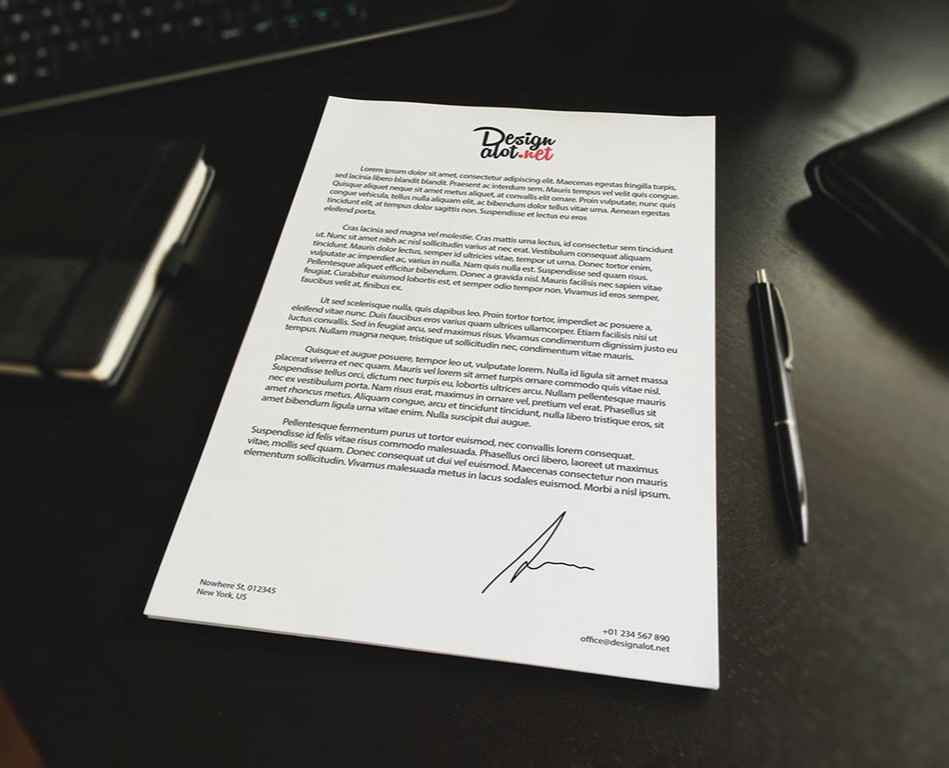 Design
alot.net
Lorem ipsum dolor sit amet, consectetur adipiscing elit. Maecenas egestas fringilla turpis,
sed lacinia libero blandit blandit. Praesent ac interdum sem. Mauris tempus vel velit quis congue.
Quisque aliquet neque sit amet metus aliquet, at convallis elit ornare. Proin vulputate, nunc quis
congue vehicula, tellus nulla aliquam elit, ac bibendum dolor tellus vitae urna. Aenean egestas
tincidunt elit, at tempus dolor sagittis non. Suspendisse et lectus eu eros
eleifend porta.
Cras lacinia sed magna vel molestie. Cras mattis urna lectus, id consectetur sem tincidunt
ut. Nunc sit amet nibh ac nisl sollicitudin varius at nec erat. Vestibulum consequat aliquam
tincidunt. Mauris dolor lectus, semper id ultricies vitae, tempor ut urna. Donec tortor enim,
vulputate ac imperdiet ac, varius in nulla. Nam quis nulla est. Suspendisse sed quam risus.
Pellentesque aliquet efficitur bibendum. Donec a gravida nisl. Mauris facilisis nec sapien vitae
feugiat. Curabitur euismod lobortis est, et semper odio tempor non. Vivamus id eros semper,
faucibus velit at, finibus ex.
Ut sed scelerisque nulla, quis dapibus leo. Proin tortor tortor, imperdiet ac posuere a,
eleifend vitae nunc. Duis faucibus eros varius quam ultrices ullamcorper. Etiam facilisis nisi ut
luctus convallis. Sed in feugiat arcu, sed maximus risus. Vivamus condimentum dignissim justo eu
tempus. Nullam magna neque, tristique ut sollicitudin nec, condimentum vitae mauris.
Quisque et augue posuere, tempor leo ut, vulputate lorem. Nulla id ligula sit amet massa
placerat viverra et nec quam. Mauris vel lorem sit amet turpis ornare commodo quis vitae nisl.
Suspendisse tellus orci, dictum nec turpis eu, lobortis ultrices arcu. Nullam pellentesque mauris
nec ex vestibulum porta. Nam risus erat, maximus in ornare vel, pretium vel erat. Phasellus sit
amet rhoncus metus. Aliquam congue, arcu et tincidunt tincidunt, nulla libero tristique eros, sit
amet bibendum ligula urna vitae enim. Nulla suscipit dui augue.
Pellentesque fermentum purus ut tortor euismod, nec convallis lorem consequat.
Suspendisse id felis vitae risus commodo malesuada. Phasellus orci libero, laoreet ut maximus
vitae, mollis sed quam. Donec consequat ut dui vel euismod. Maecenas consectetur non mauris
elementum sollicitudin. Vivamus malesuada metus in lacus sodales euismod. Morbi a nisl ipsum.
Nowhere St, 012345
New York, US
+01 234 567 890
office@designalot.net